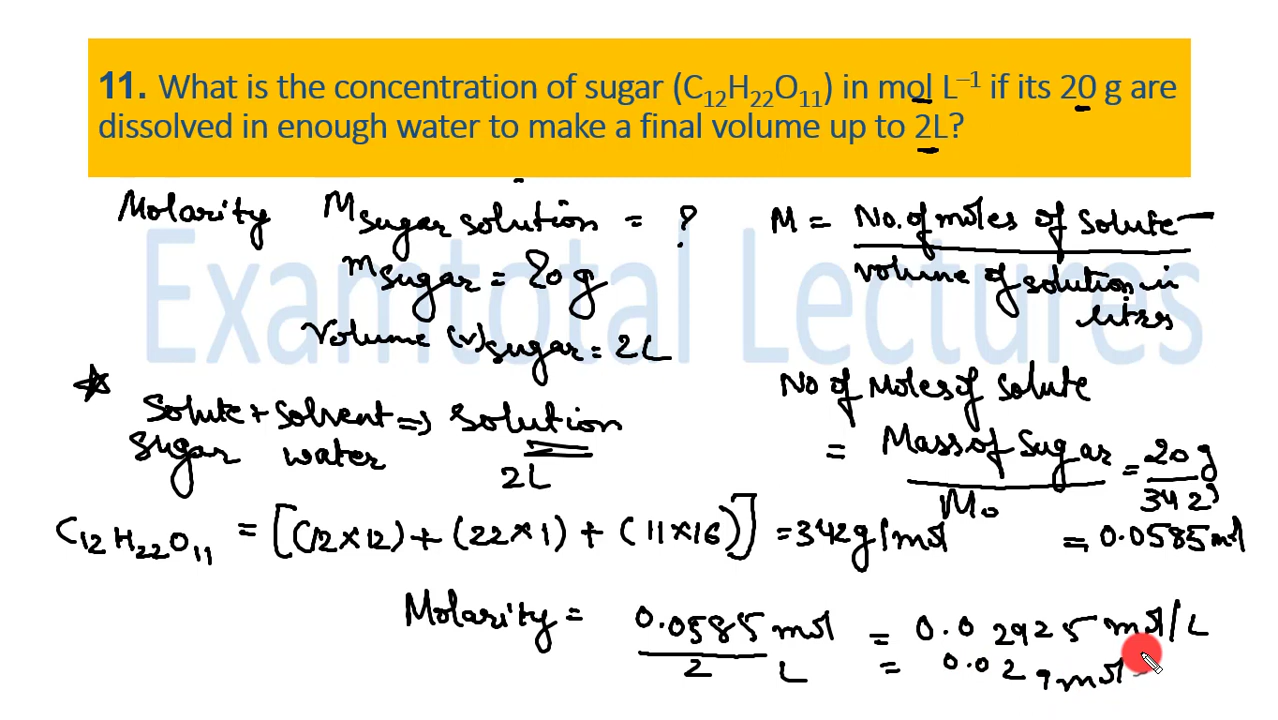 11. What is the concentration of sugar (C₁₂H₂₂O₁₁) in mol L⁻¹ if its 20 g are
dissolved in enough water to make a final volume up to 2L?
Molarity M sugar solution = ?
m sugar = 20 g
Volume (v) sugar = 2L
M = No. of moles of solute / volume of solution in litres
Solute + solvent => solution
sugar water 2L
No of Moles of solute
= Mass of Sugar / M₀ = 20 g / 342 g
C₁₂H₂₂O₁₁ = [(12×12) + (22×1) + (11×16)] = 342 g/mol
= 0.0585 mol
Molarity = 0.0585 mol / 2 L = 0.02925 mol/L
= 0.029 mol
Examtotal Lectures